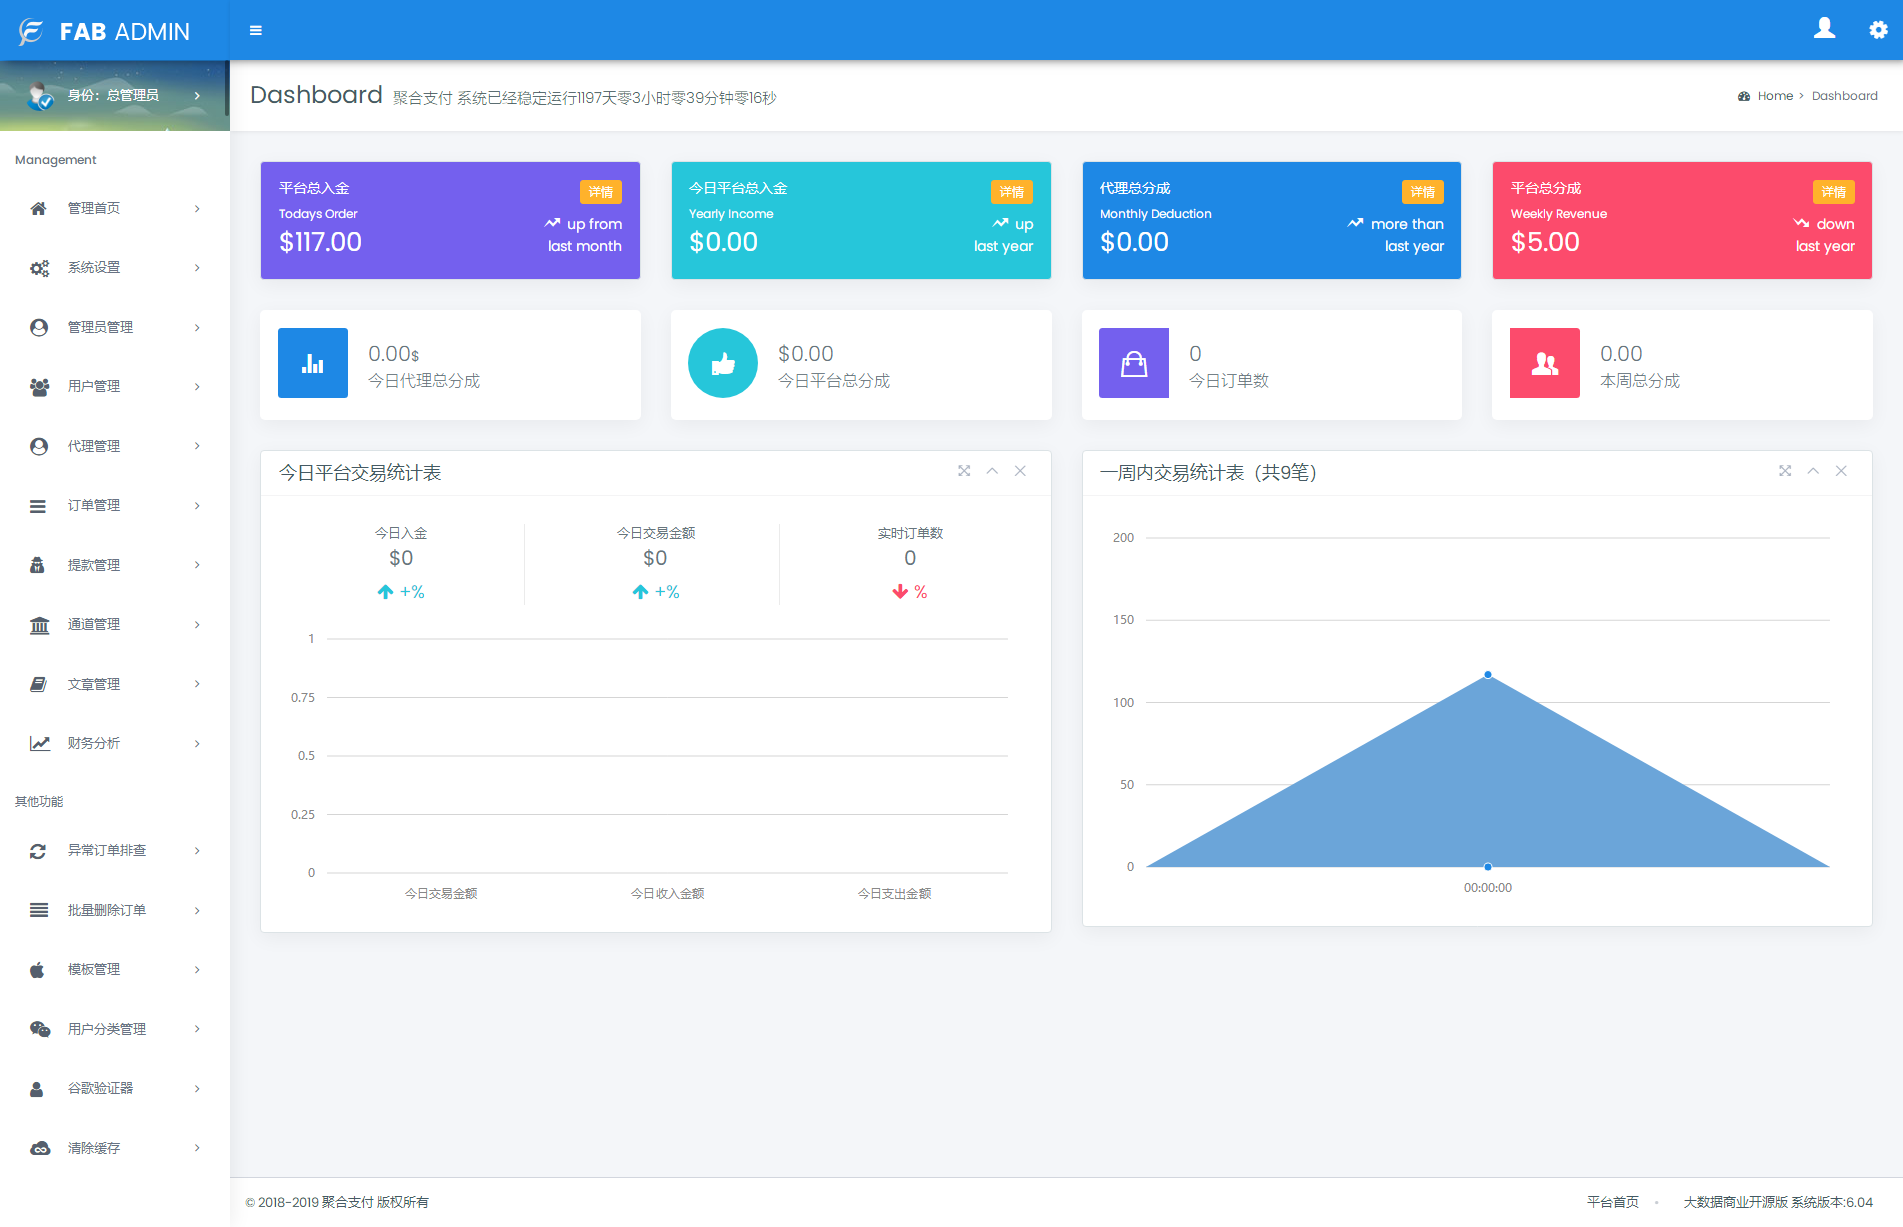 FAB ADMIN
身份：总管理员
Dashboard 聚合支付 系统已经稳定运行1197天零3小时零39分钟零16秒
Home > Dashboard
Management
管理首页
系统设置
管理员管理
用户管理
代理管理
订单管理
提款管理
通道管理
文章管理
财务分析
其他功能
异常订单排查
批量删除订单
模板管理
用户分类管理
谷歌验证器
清除缓存
平台总入金
详情
Todays Order
up from
$117.00
last month
今日平台总入金
详情
Yearly Income
up
$0.00
last year
代理总分成
详情
Monthly Deduction
more than
$0.00
last year
平台总分成
详情
Weekly Revenue
down
$5.00
last year
0.00$
今日代理总分成
$0.00
今日平台总分成
0
今日订单数
0.00
本周总分成
今日平台交易统计表
今日入金
$0
+%
今日交易金额
$0
+%
实时订单数
0
%
1
0.75
0.5
0.25
0
今日交易金额
今日收入金额
今日支出金额
一周内交易统计表（共9笔）
200
150
100
50
0
00:00:00
© 2018-2019 聚合支付 版权所有
平台首页
大数据商业开源版 系统版本:6.04